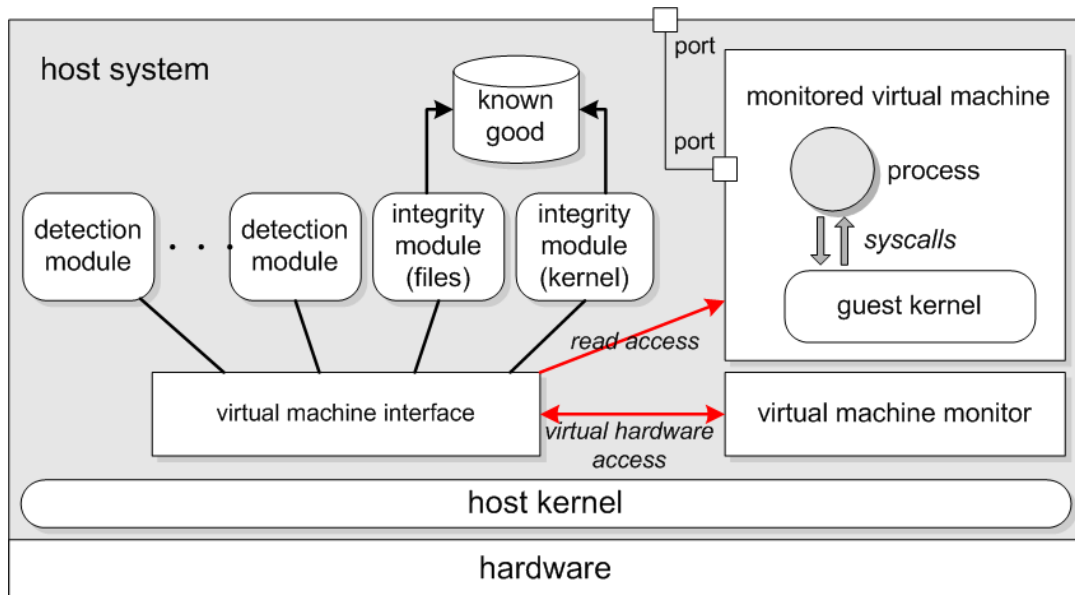 host system
port
known
good
monitored virtual machine
port
process
syscalls
guest kernel
detection
module
. . .
detection
module
integrity
module
(files)
integrity
module
(kernel)
read access
virtual machine interface
virtual hardware
access
virtual machine monitor
host kernel
hardware